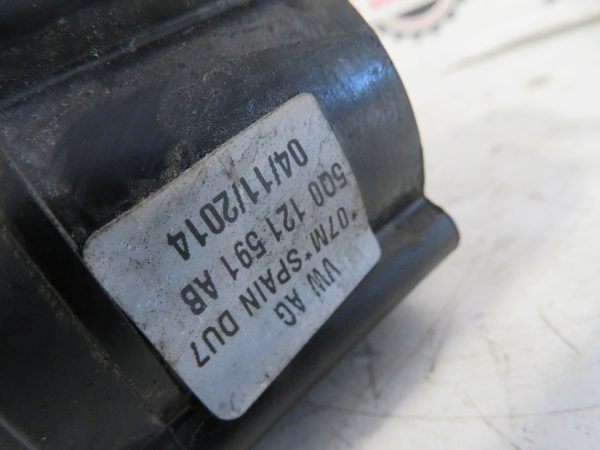 VW AG
*07M*SPAIN DU7
5Q0 121 591 AB
04/11/2014